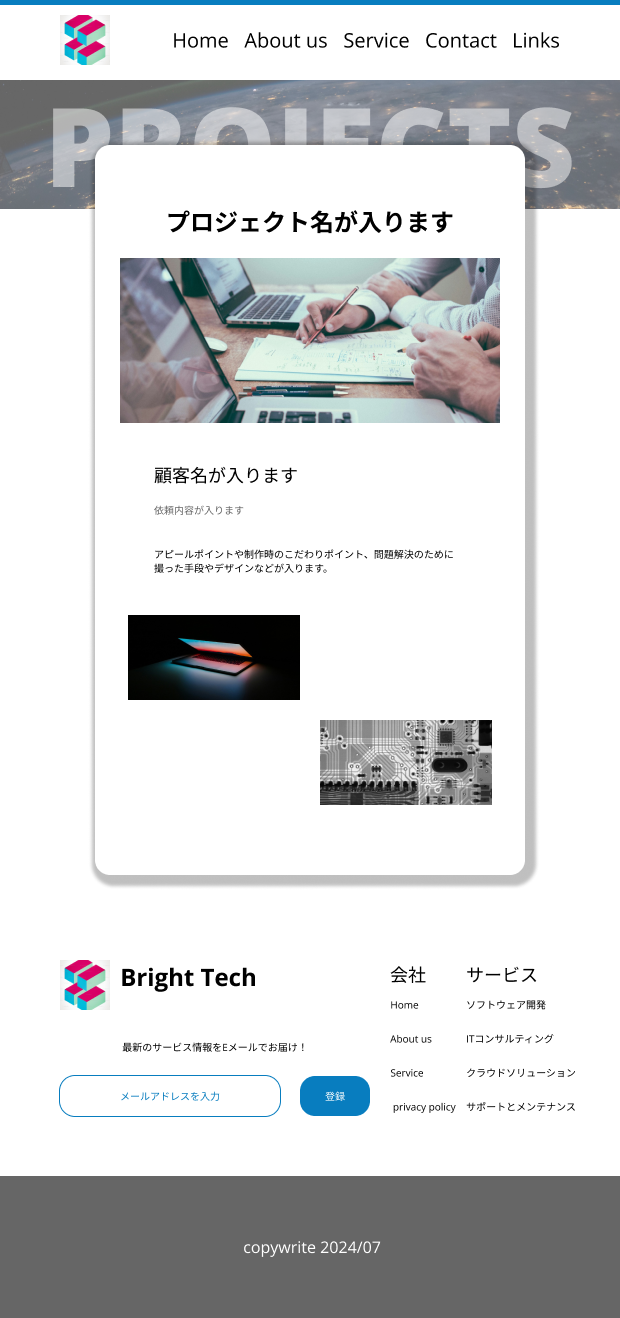 Home About us Service Contact Links
PROJECTS
プロジェクト名が入ります
顧客名が入ります
依頼内容が入ります
アピールポイントや制作時のこだわりポイント、問題解決のために
撮った手段やデザインなどが入ります。
Bright Tech
最新のサービス情報をEメールでお届け！
メールアドレスを入力
登録
会社
Home
About us
Service
privacy policy
サービス
ソフトウェア開発
ITコンサルティング
クラウドソリューション
サポートとメンテナンス
copywrite 2024/07